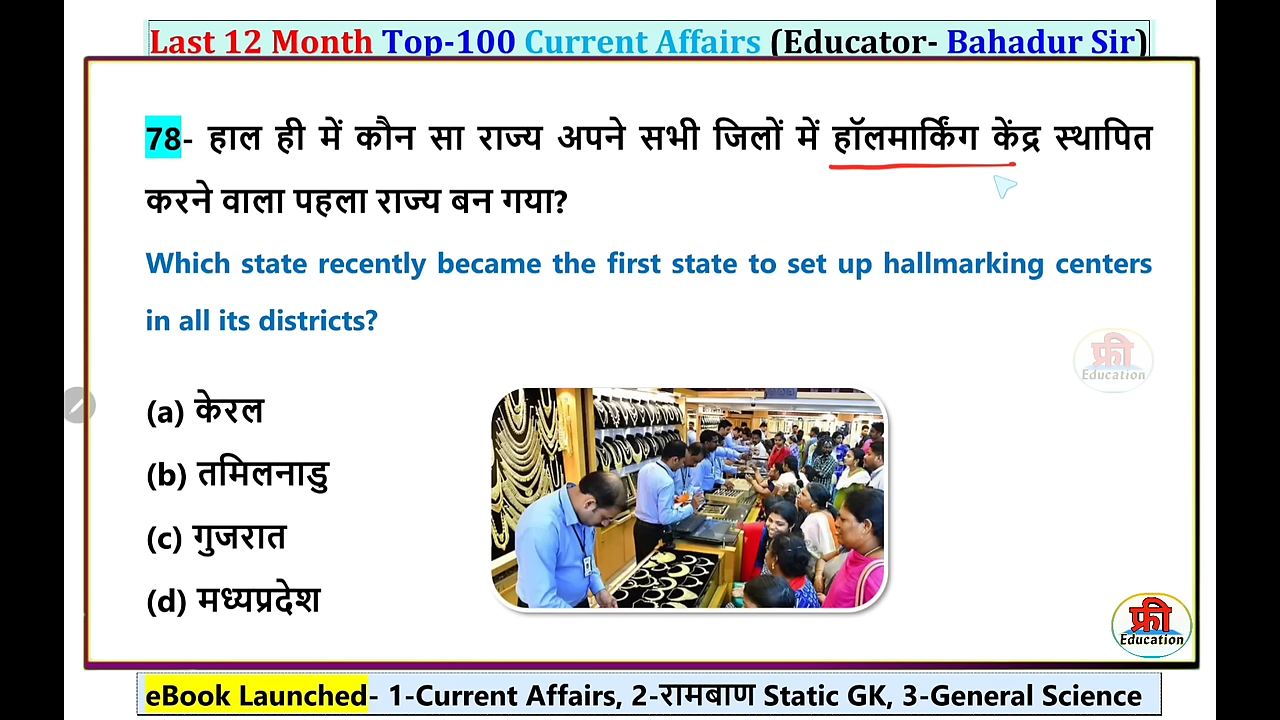 Last 12 Month Top-100 Current Affairs (Educator- Bahadur Sir)
78- हाल ही में कौन सा राज्य अपने सभी जिलों में हॉलमार्किंग केंद्र स्थापित
करने वाला पहला राज्य बन गया?
Which state recently became the first state to set up hallmarking centers
in all its districts?
फ्री
Education
(a) केरल
(b) तमिलनाडु
(c) गुजरात
(d) मध्यप्रदेश
फ्री
Education
eBook Launched- 1-Current Affairs, 2-रामबाण Static GK, 3-General Science